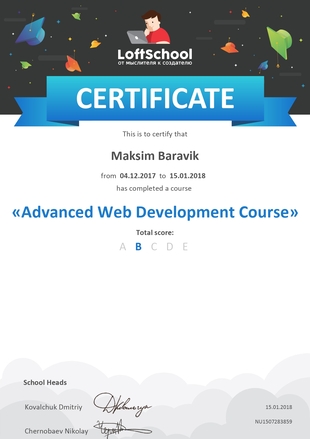 LOFTSCHOOL
ОТ МЫСЛИТЕЛЯ К СОЗДАТЕЛЮ
CERTIFICATE
This is to certify that
Maksim Baravik
from 04.12.2017 to 15.01.2018
has completed a course
«Advanced Web Development Course»
Total score:
A B C D E
School Heads
Kovalchuk Dmitriy
15.01.2018
NU1507283859
Chernobaev Nikolay